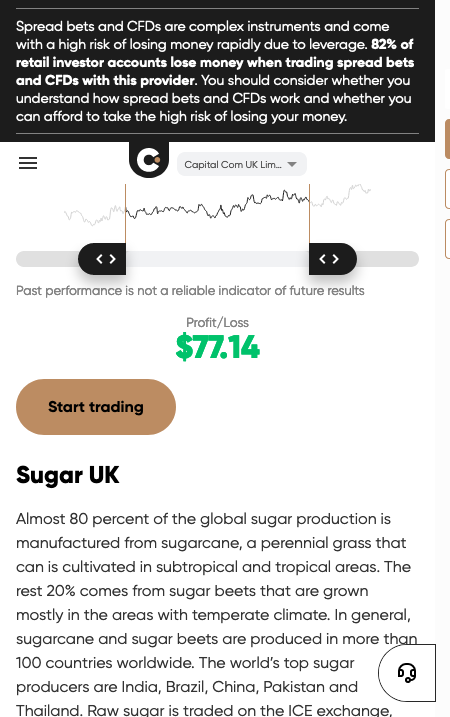 Spread bets and CFDs are complex instruments and come
with a high risk of losing money rapidly due to leverage. 82% of
retail investor accounts lose money when trading spread bets
and CFDs with this provider. You should consider whether you
understand how spread bets and CFDs work and whether you
can afford to take the high risk of losing your money.
Capital Com UK Lim...
Past performance is not a reliable indicator of future results
Profit/Loss
$77.14
Start trading
Sugar UK
Almost 80 percent of the global sugar production is
manufactured from sugarcane, a perennial grass that
can is cultivated in subtropical and tropical areas. The
rest 20% comes from sugar beets that are grown
mostly in the areas with temperate climate. In general,
sugarcane and sugar beets are produced in more than
100 countries worldwide. The world's top sugar
producers are India, Brazil, China, Pakistan and
Thailand. Raw sugar is traded on the ICE exchange,